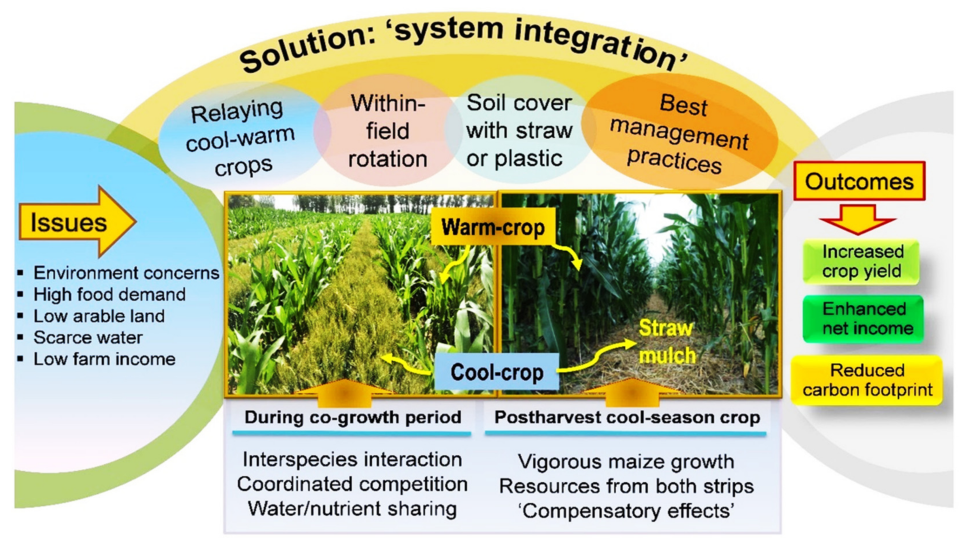 Solution: ‘system integration’
Relaying
cool-warm
crops
Within-
field
rotation
Soil cover
with straw
or plastic
Best
management
practices
Issues
▪ Environment concerns
▪ High food demand
▪ Low arable land
▪ Scarce water
▪ Low farm income
Warm-crop
Cool-crop
Straw
mulch
During co-growth period
Interspecies interaction
Coordinated competition
Water/nutrient sharing
Postharvest cool-season crop
Vigorous maize growth
Resources from both strips
‘Compensatory effects’
Outcomes
Increased
crop yield
Enhanced
net income
Reduced
carbon footprint